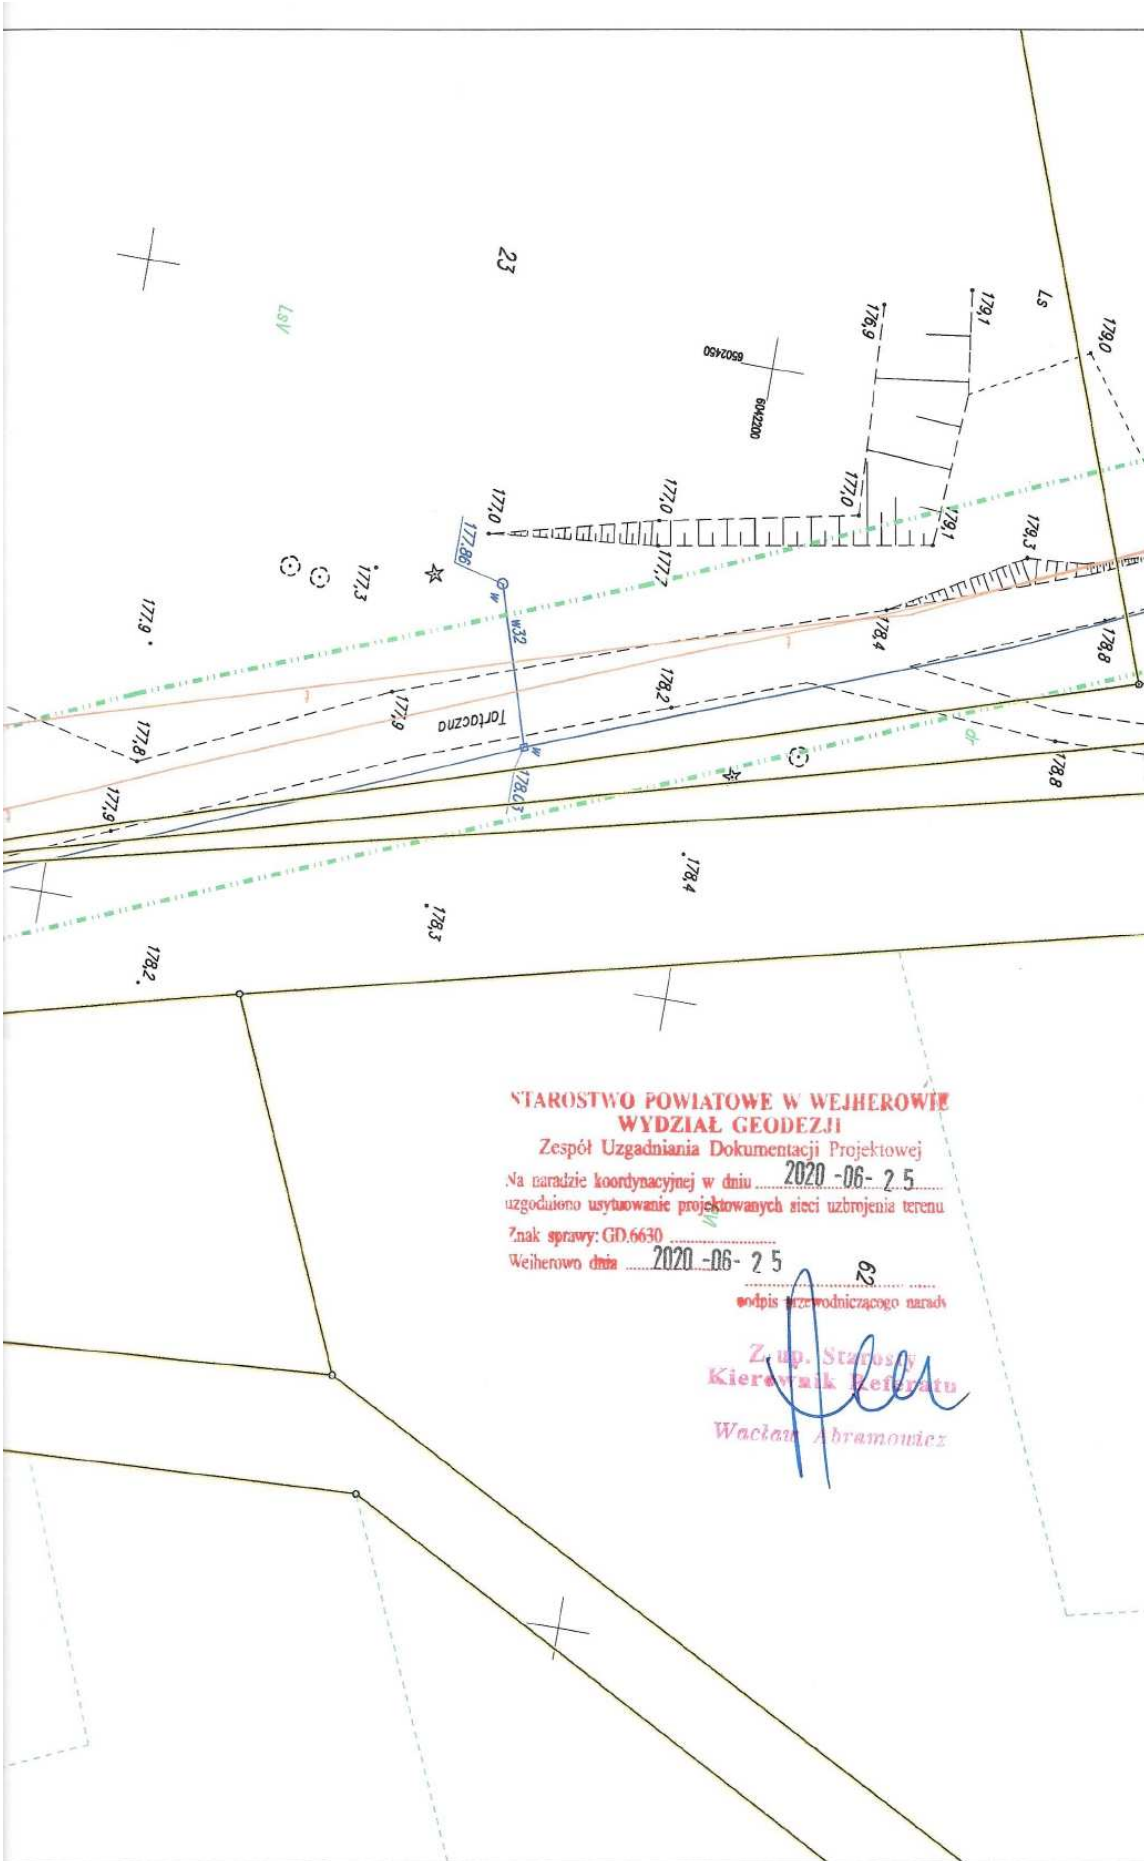 23
LsV
6502450
6042200
176,9
179,1
Ls
179,0
177,0
177,0
177,0
179,1
179,3
177,7
177.86
w
w32
177,3
177,9
178,4
178,8
178,2
t
t
Tartaczna
177,9
177,8
w
178.03
dr
178,8
177,9
178,4
178,3
178,2
STAROSTWO POWIATOWE W WEJHEROWIE
WYDZIAŁ GEODEZJI
Zespół Uzgadniania Dokumentacji Projektowej
Na naradzie koordynacyjnej w dniu 2020 -06- 25
uzgodniono usytuowanie projektowanych sieci uzbrojenia terenu
Znak sprawy: GD.6630
Wejherowo dnia 2020 -06- 25
62
podpis przewodniczącego narady
Z up. Starosty
Kierownik Referatu
Wacław Abramowicz